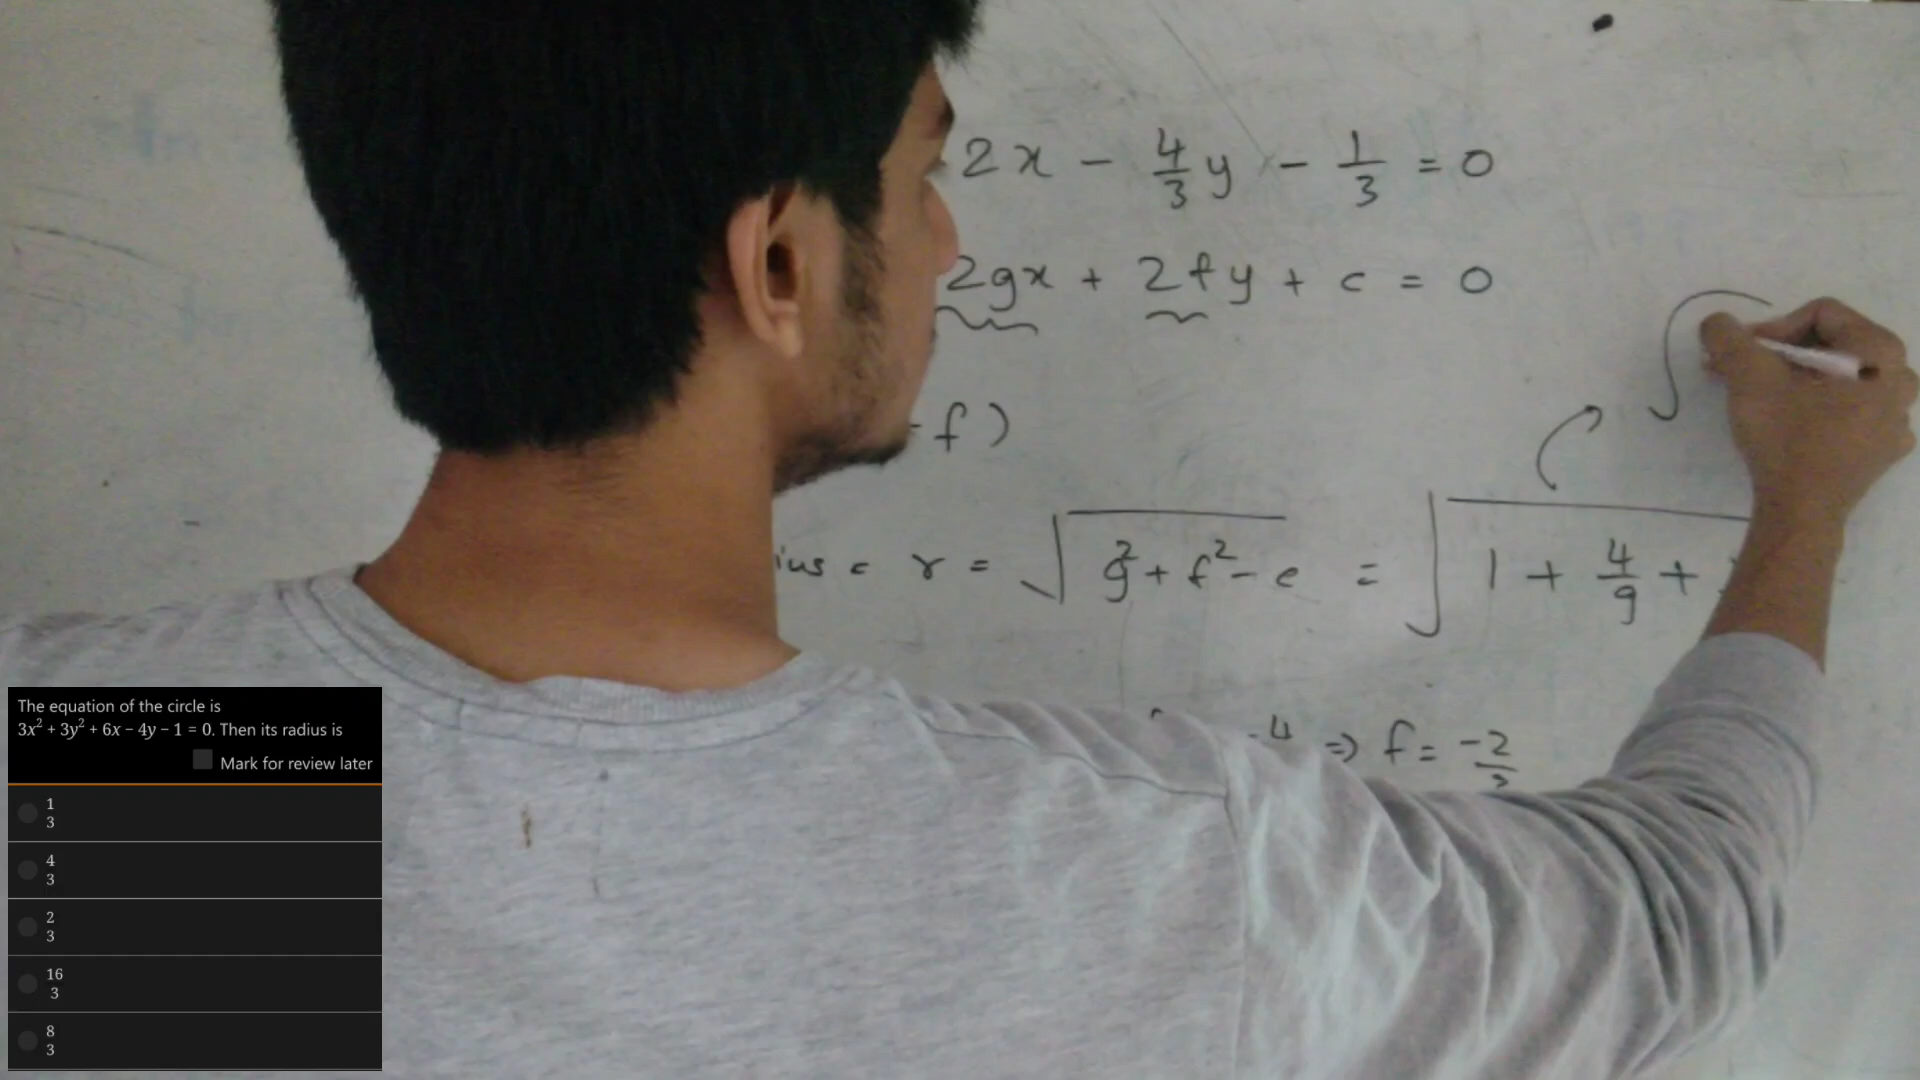 2x - 4/3 y - 1/3 = 0
2gx + 2fy + c = 0
-f)
ius = r = √(g² + f² - c) = √(1 + 4/9 +
-4 => f = -2/3
The equation of the circle is
3x² + 3y² + 6x − 4y − 1 = 0. Then its radius is
Mark for review later
1/3
4/3
2/3
16/3
8/3